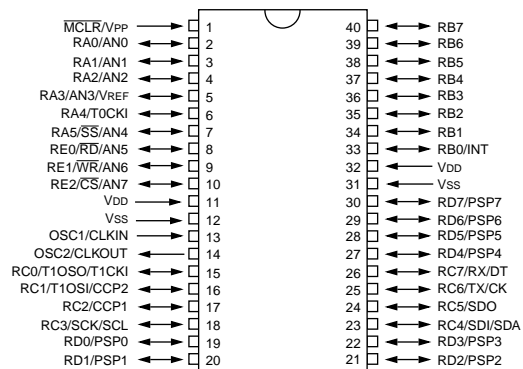 MCLR/VPP 1 40 RB7
RA0/AN0 2 39 RB6
RA1/AN1 3 38 RB5
RA2/AN2 4 37 RB4
RA3/AN3/VREF 5 36 RB3
RA4/T0CKI 6 35 RB2
RA5/SS/AN4 7 34 RB1
RE0/RD/AN5 8 33 RB0/INT
RE1/WR/AN6 9 32 VDD
RE2/CS/AN7 10 31 VSS
VDD 11 30 RD7/PSP7
VSS 12 29 RD6/PSP6
OSC1/CLKIN 13 28 RD5/PSP5
OSC2/CLKOUT 14 27 RD4/PSP4
RC0/T1OSO/T1CKI 15 26 RC7/RX/DT
RC1/T1OSI/CCP2 16 25 RC6/TX/CK
RC2/CCP1 17 24 RC5/SDO
RC3/SCK/SCL 18 23 RC4/SDI/SDA
RD0/PSP0 19 22 RD3/PSP3
RD1/PSP1 20 21 RD2/PSP2